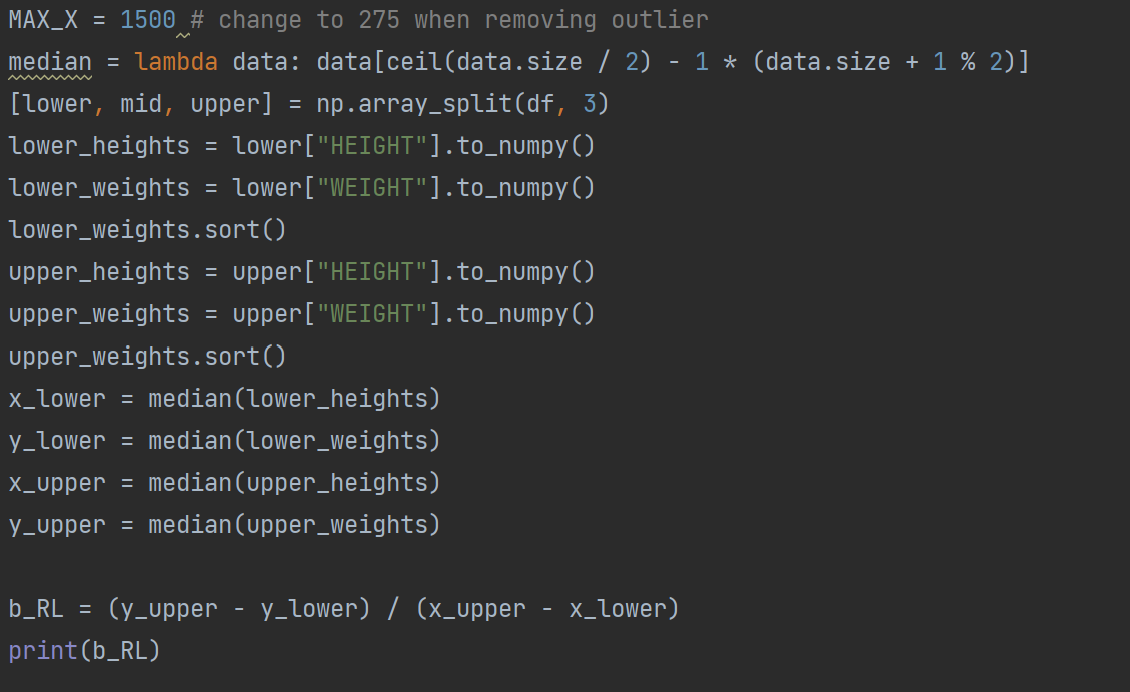 MAX_X = 1500 # change to 275 when removing outlier
median = lambda data: data[ceil(data.size / 2) - 1 * (data.size + 1 % 2)]
[lower, mid, upper] = np.array_split(df, 3)
lower_heights = lower["HEIGHT"].to_numpy()
lower_weights = lower["WEIGHT"].to_numpy()
lower_weights.sort()
upper_heights = upper["HEIGHT"].to_numpy()
upper_weights = upper["WEIGHT"].to_numpy()
upper_weights.sort()
x_lower = median(lower_heights)
y_lower = median(lower_weights)
x_upper = median(upper_heights)
y_upper = median(upper_weights)

b_RL = (y_upper - y_lower) / (x_upper - x_lower)
print(b_RL)